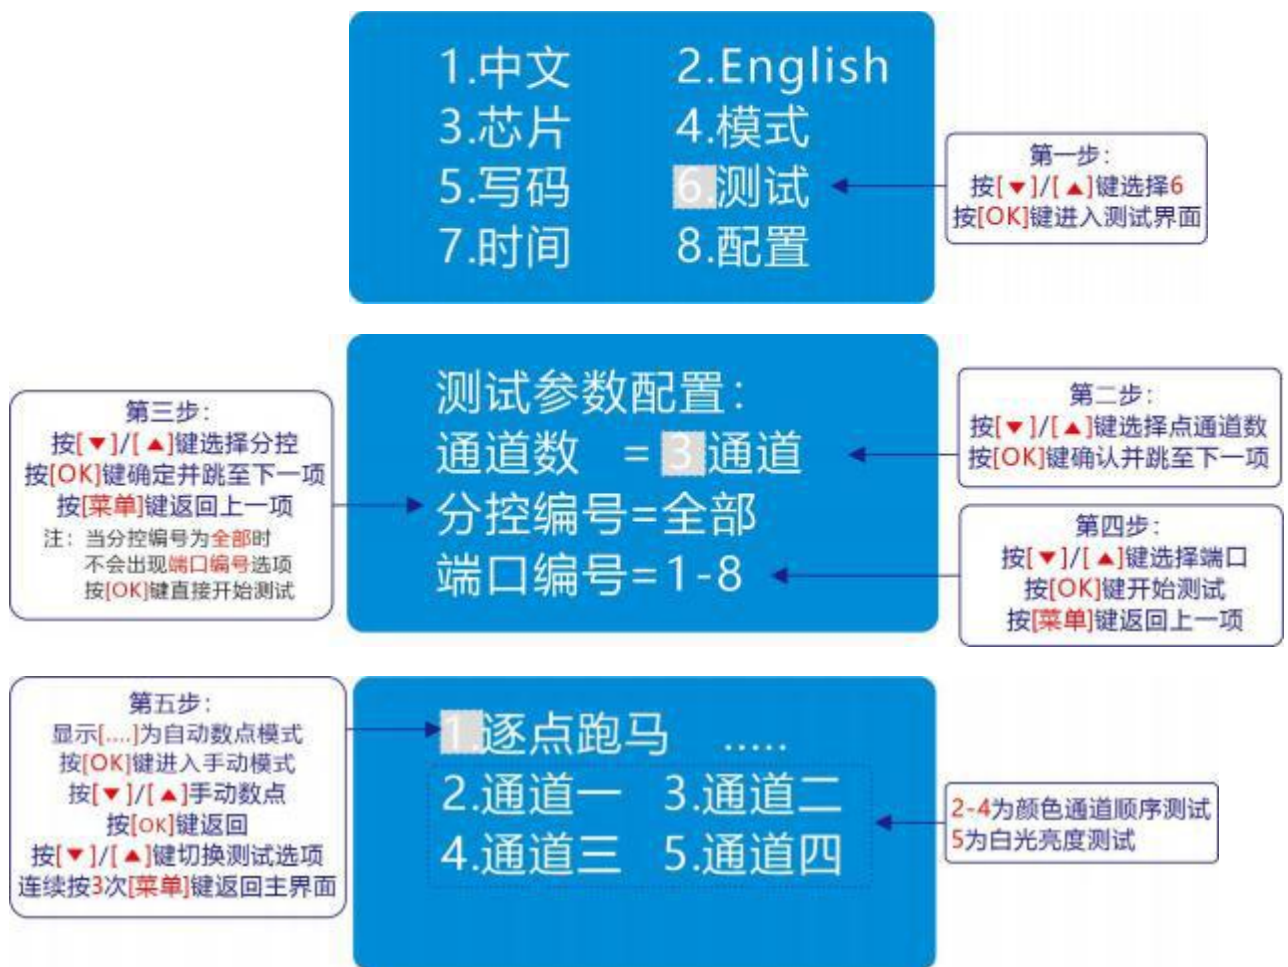 1.中文 2.English
3.芯片 4.模式
5.写码 6.测试
7.时间 8.配置
第一步：
按[▼]/[▲]键选择6
按[OK]键进入测试界面
测试参数配置：
通道数 =3通道
分控编号=全部
端口编号=1-8
第二步：
按[▼]/[▲]键选择点通道数
按[OK]键确认并跳至下一项
第三步：
按[▼]/[▲]键选择分控
按[OK]键确定并跳至下一项
按[菜单]键返回上一项
注：当分控编号为全部时
不会出现端口编号选项
按[OK]键直接开始测试
第四步：
按[▼]/[▲]键选择端口
按[OK]键开始测试
按[菜单]键返回上一项
第五步：
显示[....]为自动数点模式
按[OK]键进入手动模式
按[▼]/[▲]手动数点
按[OK]键返回
按[▼]/[▲]键切换测试选项
连续按3次[菜单]键返回主界面
1.逐点跑马 .....
2.通道一 3.通道二
4.通道三 5.通道四
2-4为颜色通道顺序测试
5为白光亮度测试